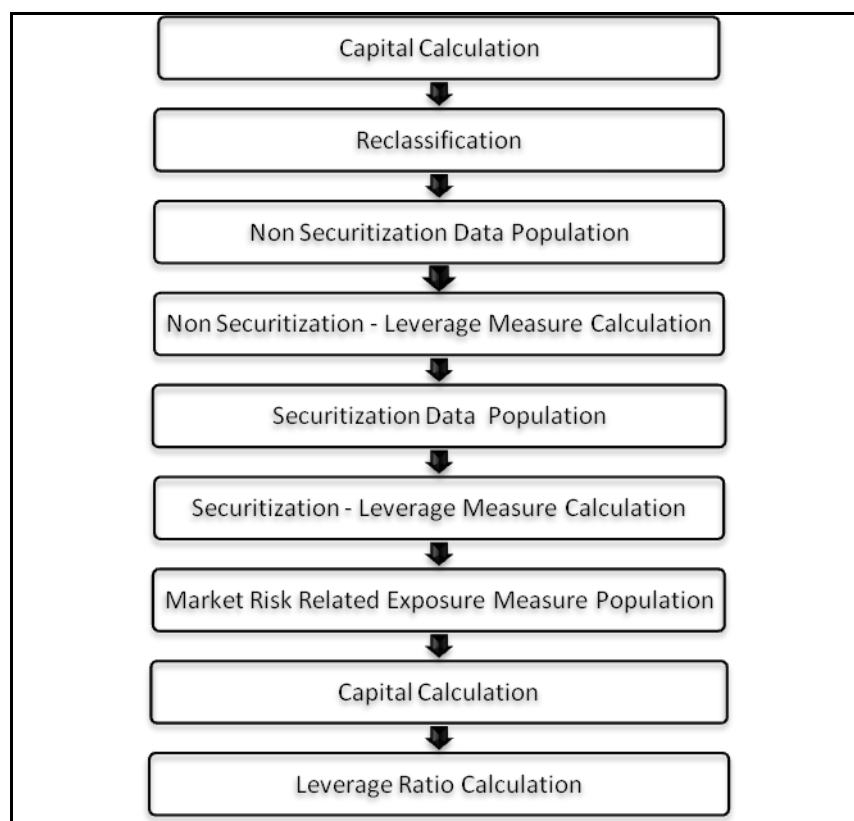 Capital Calculation
Reclassification
Non Securitization Data Population
Non Securitization - Leverage Measure Calculation
Securitization Data Population
Securitization - Leverage Measure Calculation
Market Risk Related Exposure Measure Population
Capital Calculation
Leverage Ratio Calculation